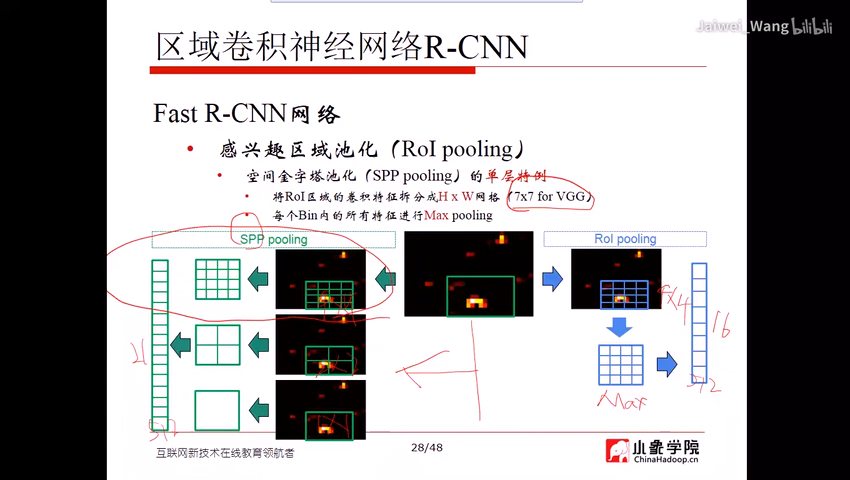 Jaiwei_Wang bilibili
区域卷积神经网络R-CNN
Fast R-CNN网络
• 感兴趣区域池化（RoI pooling）
• 空间金字塔池化（SPP pooling）的单层特例
• 将RoI区域的卷积特征拆分成H x W网格（7x7 for VGG）
• 每个Bin内的所有特征进行Max pooling
SPP pooling
RoI pooling
4x4
16
21
Max
512
512
互联网新技术在线教育领航者
28/48
小象学院
ChinaHadoop.cn